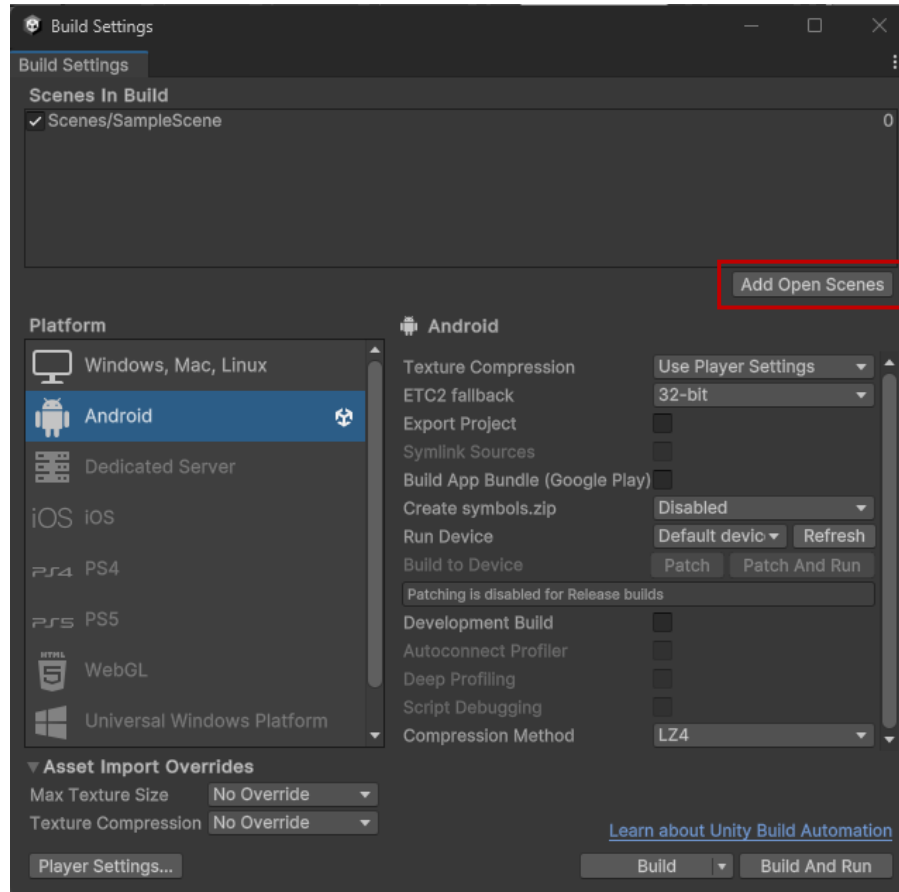 Build Settings
Build Settings
Scenes In Build
Scenes/SampleScene 0
Add Open Scenes
Platform
Windows, Mac, Linux
Android
Dedicated Server
iOS iOS
PS4 PS4
PS5 PS5
HTML 5 WebGL
Universal Windows Platform
Android
Texture Compression Use Player Settings
ETC2 fallback 32-bit
Export Project
Symlink Sources
Build App Bundle (Google Play)
Create symbols.zip Disabled
Run Device Default devic Refresh
Build to Device Patch Patch And Run
Patching is disabled for Release builds
Development Build
Autoconnect Profiler
Deep Profiling
Script Debugging
Compression Method LZ4
Asset Import Overrides
Max Texture Size No Override
Texture Compression No Override
Learn about Unity Build Automation
Player Settings... Build Build And Run